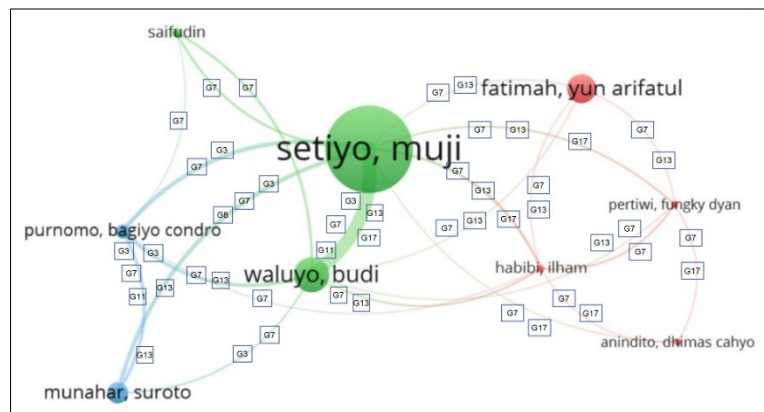 saifudin
G7 G7
G7 G13
fatimah, yun arifatul
G7
G7 G13
G7
G3
setiyo, muji
G17
G13
G7
G7
G3
G7
G13
G7
G8
G3
G13
G7
G13
pertiwi, fungky dyan
purnomo, bagiyo condro
G7
G17
G7 G13 G17
G13
G7
G7
G3 G3
G11
G13
G7
G7
G17
G7 G13
waluyo, budi
habibi, ilham
G11
G13
G7
G7 G13
G7
G17
G7 G17
G13
G7
G3
anindito, dhimas cahyo
munahar, suroto